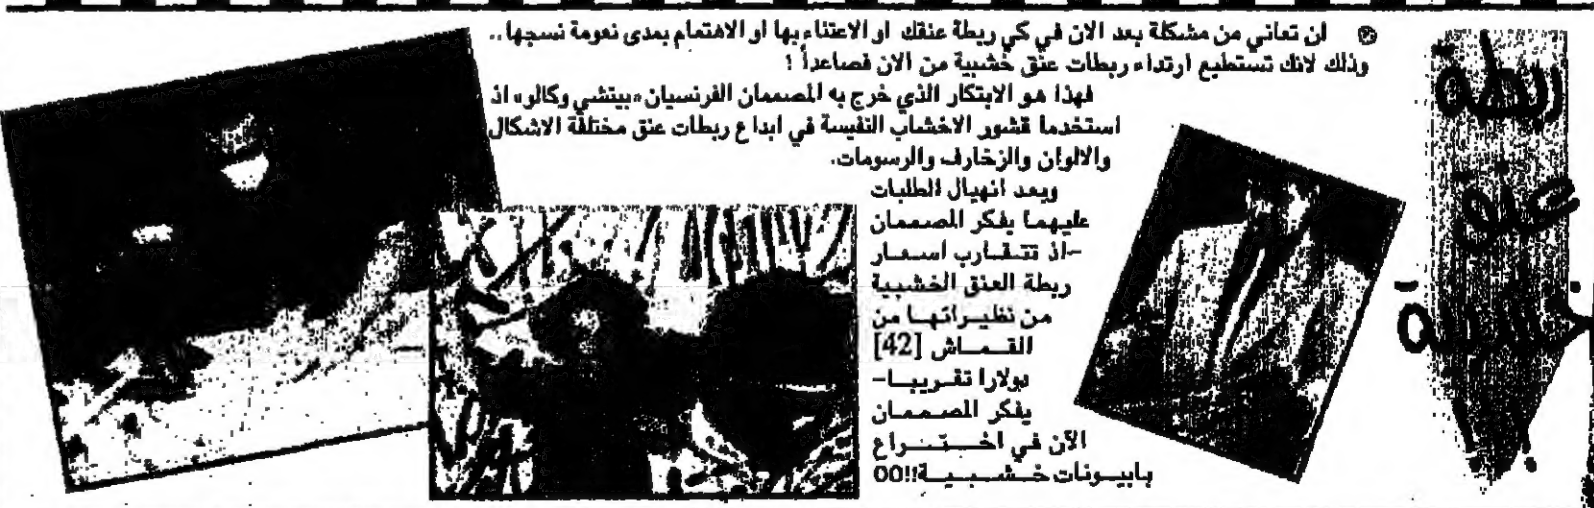 ربطة
عنق
خشبية
لن تعاني من مشكلة بعد الان في كي ربطة عنقك او الاعتناء بها او الاهتمام بمدى نعومة نسجها ..
وذلك لانك تستطيع ارتداء ربطات عنق خشبية من الان فصاعداً !
فهذا هو الابتكار الذي خرج به المصممان الفرنسيان «بيتشي وكالو» اذ
استخدما قشور الاخشاب النفيسة في ابداع ربطات عنق مختلفة الاشكال
والالوان والزخارف والرسومات.
وبعد انهيال الطلبات
عليهما يفكر المصممان
-اذ تتقارب اسعار
ربطة العنق الخشبية
من نظيراتها من
القماش [42]
دولارا تقريبا-
يفكر المصممان
الآن في اختراع
بابيونات خشبية!!00